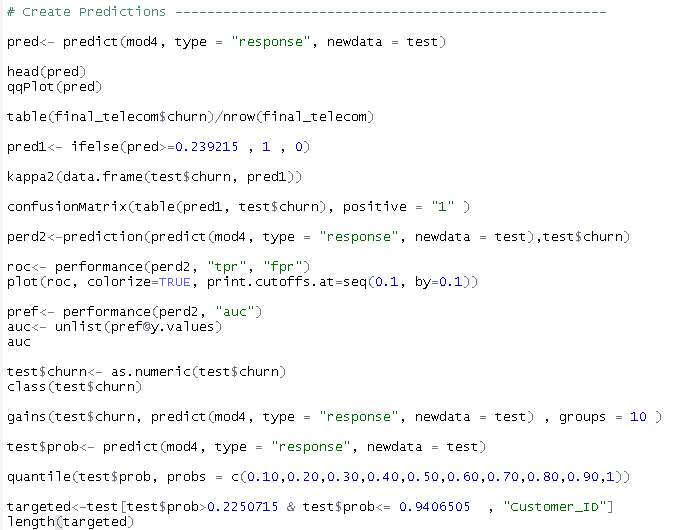 # Create Predictions ------------------------------------------------------
pred<- predict(mod4, type = "response", newdata = test)
head(pred)
qqPlot(pred)
table(final_telecom$churn)/nrow(final_telecom)
pred1<- ifelse(pred>=0.239215 , 1 , 0)
kappa2(data.frame(test$churn, pred1))
confusionMatrix(table(pred1, test$churn), positive = "1" )
perd2<-prediction(predict(mod4, type = "response", newdata = test),test$churn)
roc<- performance(perd2, "tpr", "fpr")
plot(roc, colorize=TRUE, print.cutoffs.at=seq(0.1, by=0.1))
pref<- performance(perd2, "auc")
auc<- unlist(pref@y.values)
auc
test$churn<- as.numeric(test$churn)
class(test$churn)
gains(test$churn, predict(mod4, type = "response", newdata = test) , groups = 10 )
test$prob<- predict(mod4, type = "response", newdata = test)
quantile(test$prob, probs = c(0.10,0.20,0.30,0.40,0.50,0.60,0.70,0.80,0.90,1))
targeted<-test[test$prob>0.2250715 & test$prob<= 0.9406505  , "Customer_ID"]
length(targeted)